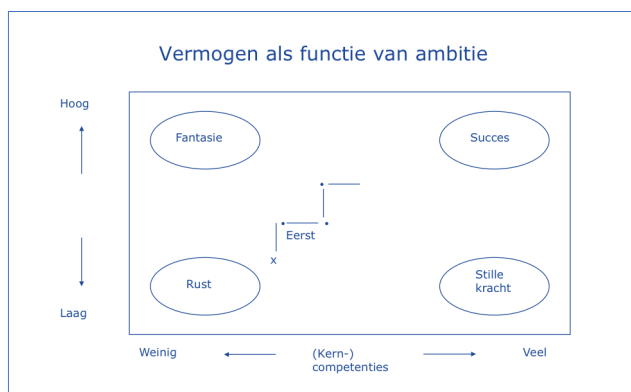 Vermogen als functie van ambitie
Hoog
Fantasie
Succes
Eerst
x
Rust
Stille
kracht
Laag
Weinig
(Kern-)
competenties
Veel